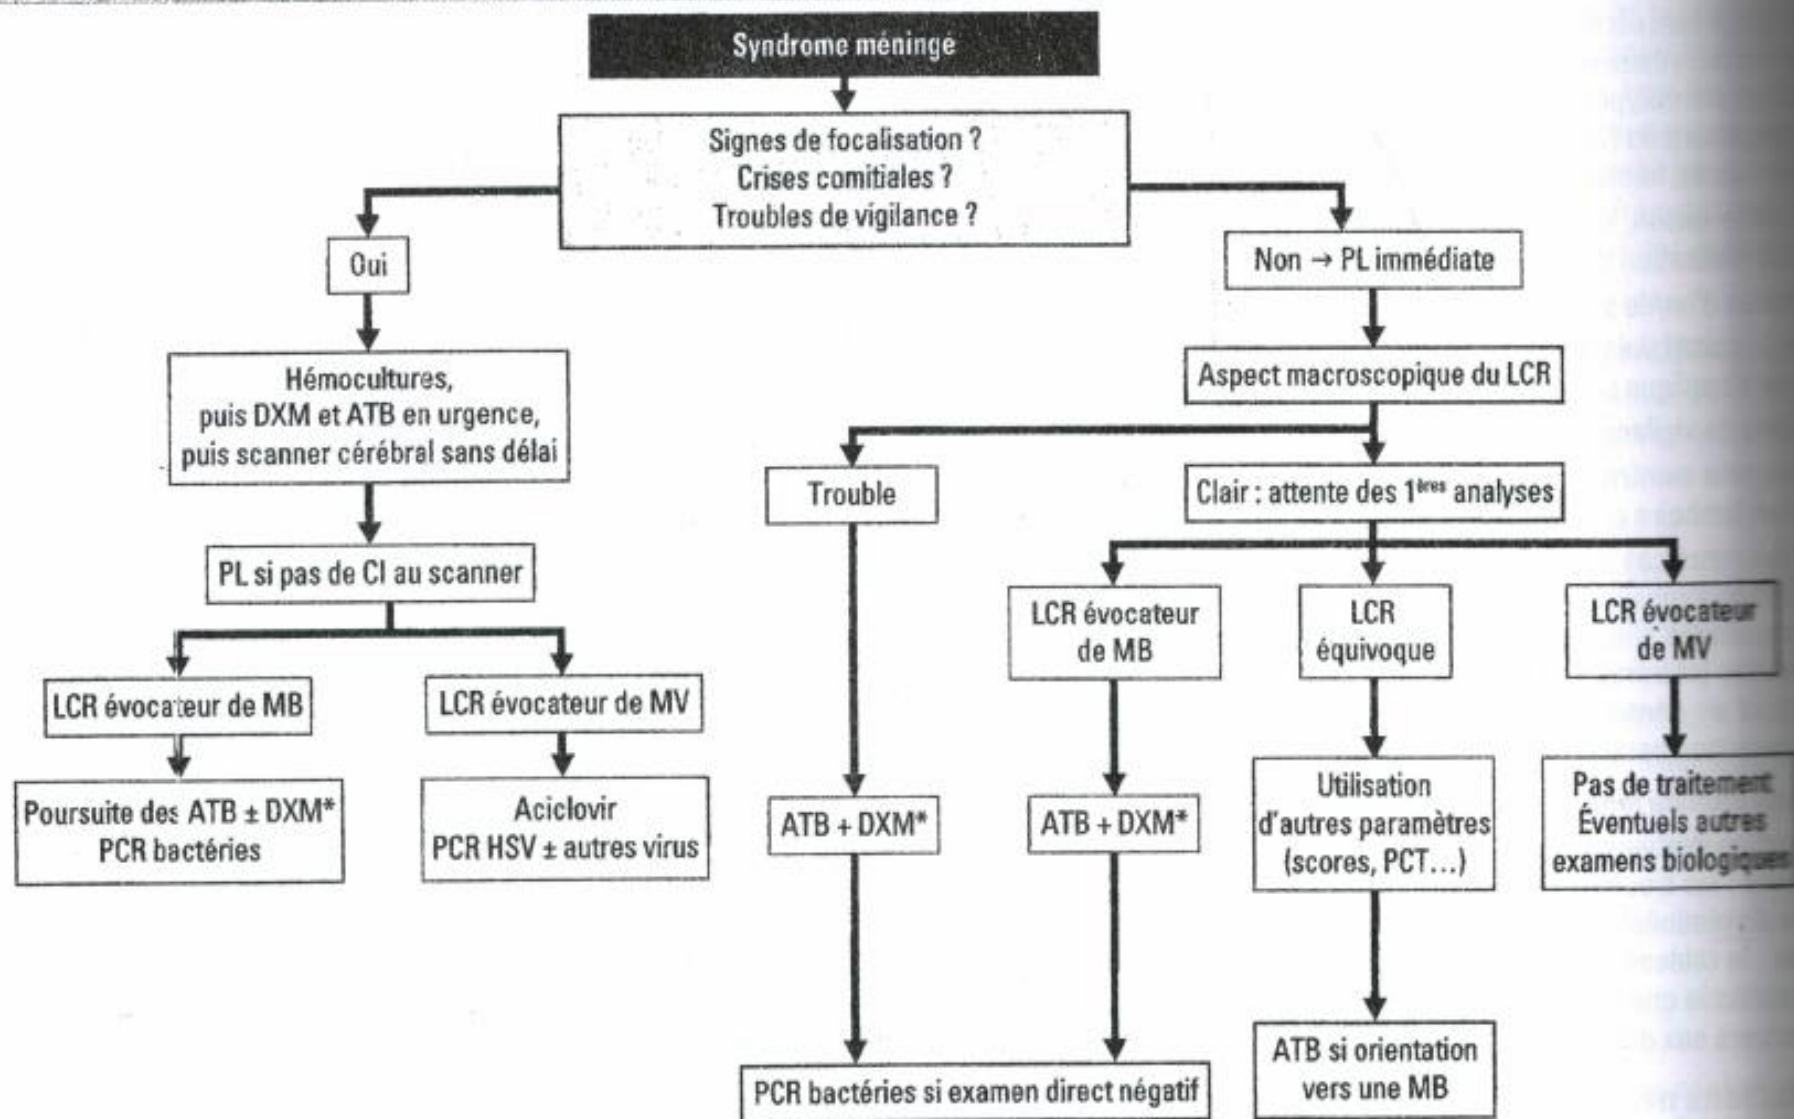 Syndrome méningé
Signes de focalisation ?
Crises comitiales ?
Troubles de vigilance ?
Oui
Non → PL immédiate
Hémocultures,
puis DXM et ATB en urgence,
puis scanner cérébral sans délai
Aspect macroscopique du LCR
Trouble
Clair : attente des 1ères analyses
PL si pas de CI au scanner
LCR évocateur
de MB
LCR
équivoque
LCR évocateur
de MV
LCR évocateur de MB
LCR évocateur de MV
Poursuite des ATB ± DXM*
PCR bactéries
Aciclovir
PCR HSV ± autres virus
ATB + DXM*
ATB + DXM*
Utilisation
d'autres paramètres
(scores, PCT...)
Pas de traitement
Éventuels autres
examens biologiques
PCR bactéries si examen direct négatif
ATB si orientation
vers une MB